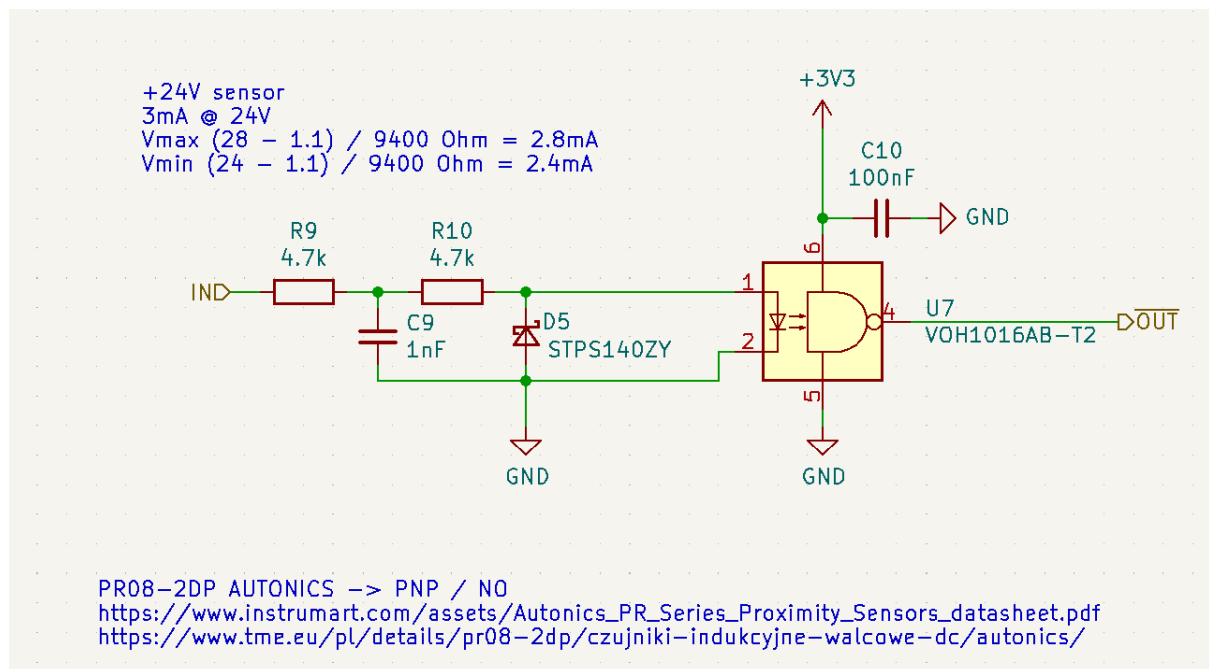 +24V sensor
3mA @ 24V
Vmax (28 - 1.1) / 9400 Ohm = 2.8mA
Vmin (24 - 1.1) / 9400 Ohm = 2.4mA
+3V3
C10
100nF
GND
R9
4.7k
R10
4.7k
IND
C9
1nF
D5
STPS140ZY
GND
1
2
6
4
5
U7
VOH1016AB-T2
OUT
GND
PR08-2DP AUTONICS -> PNP / NO
https://www.instrumart.com/assets/Autonics_PR_Series_Proximity_Sensors_datasheet.pdf
https://www.tme.eu/pl/details/pr08-2dp/czujniki-indukcyjne-walcowe-dc/autonics/